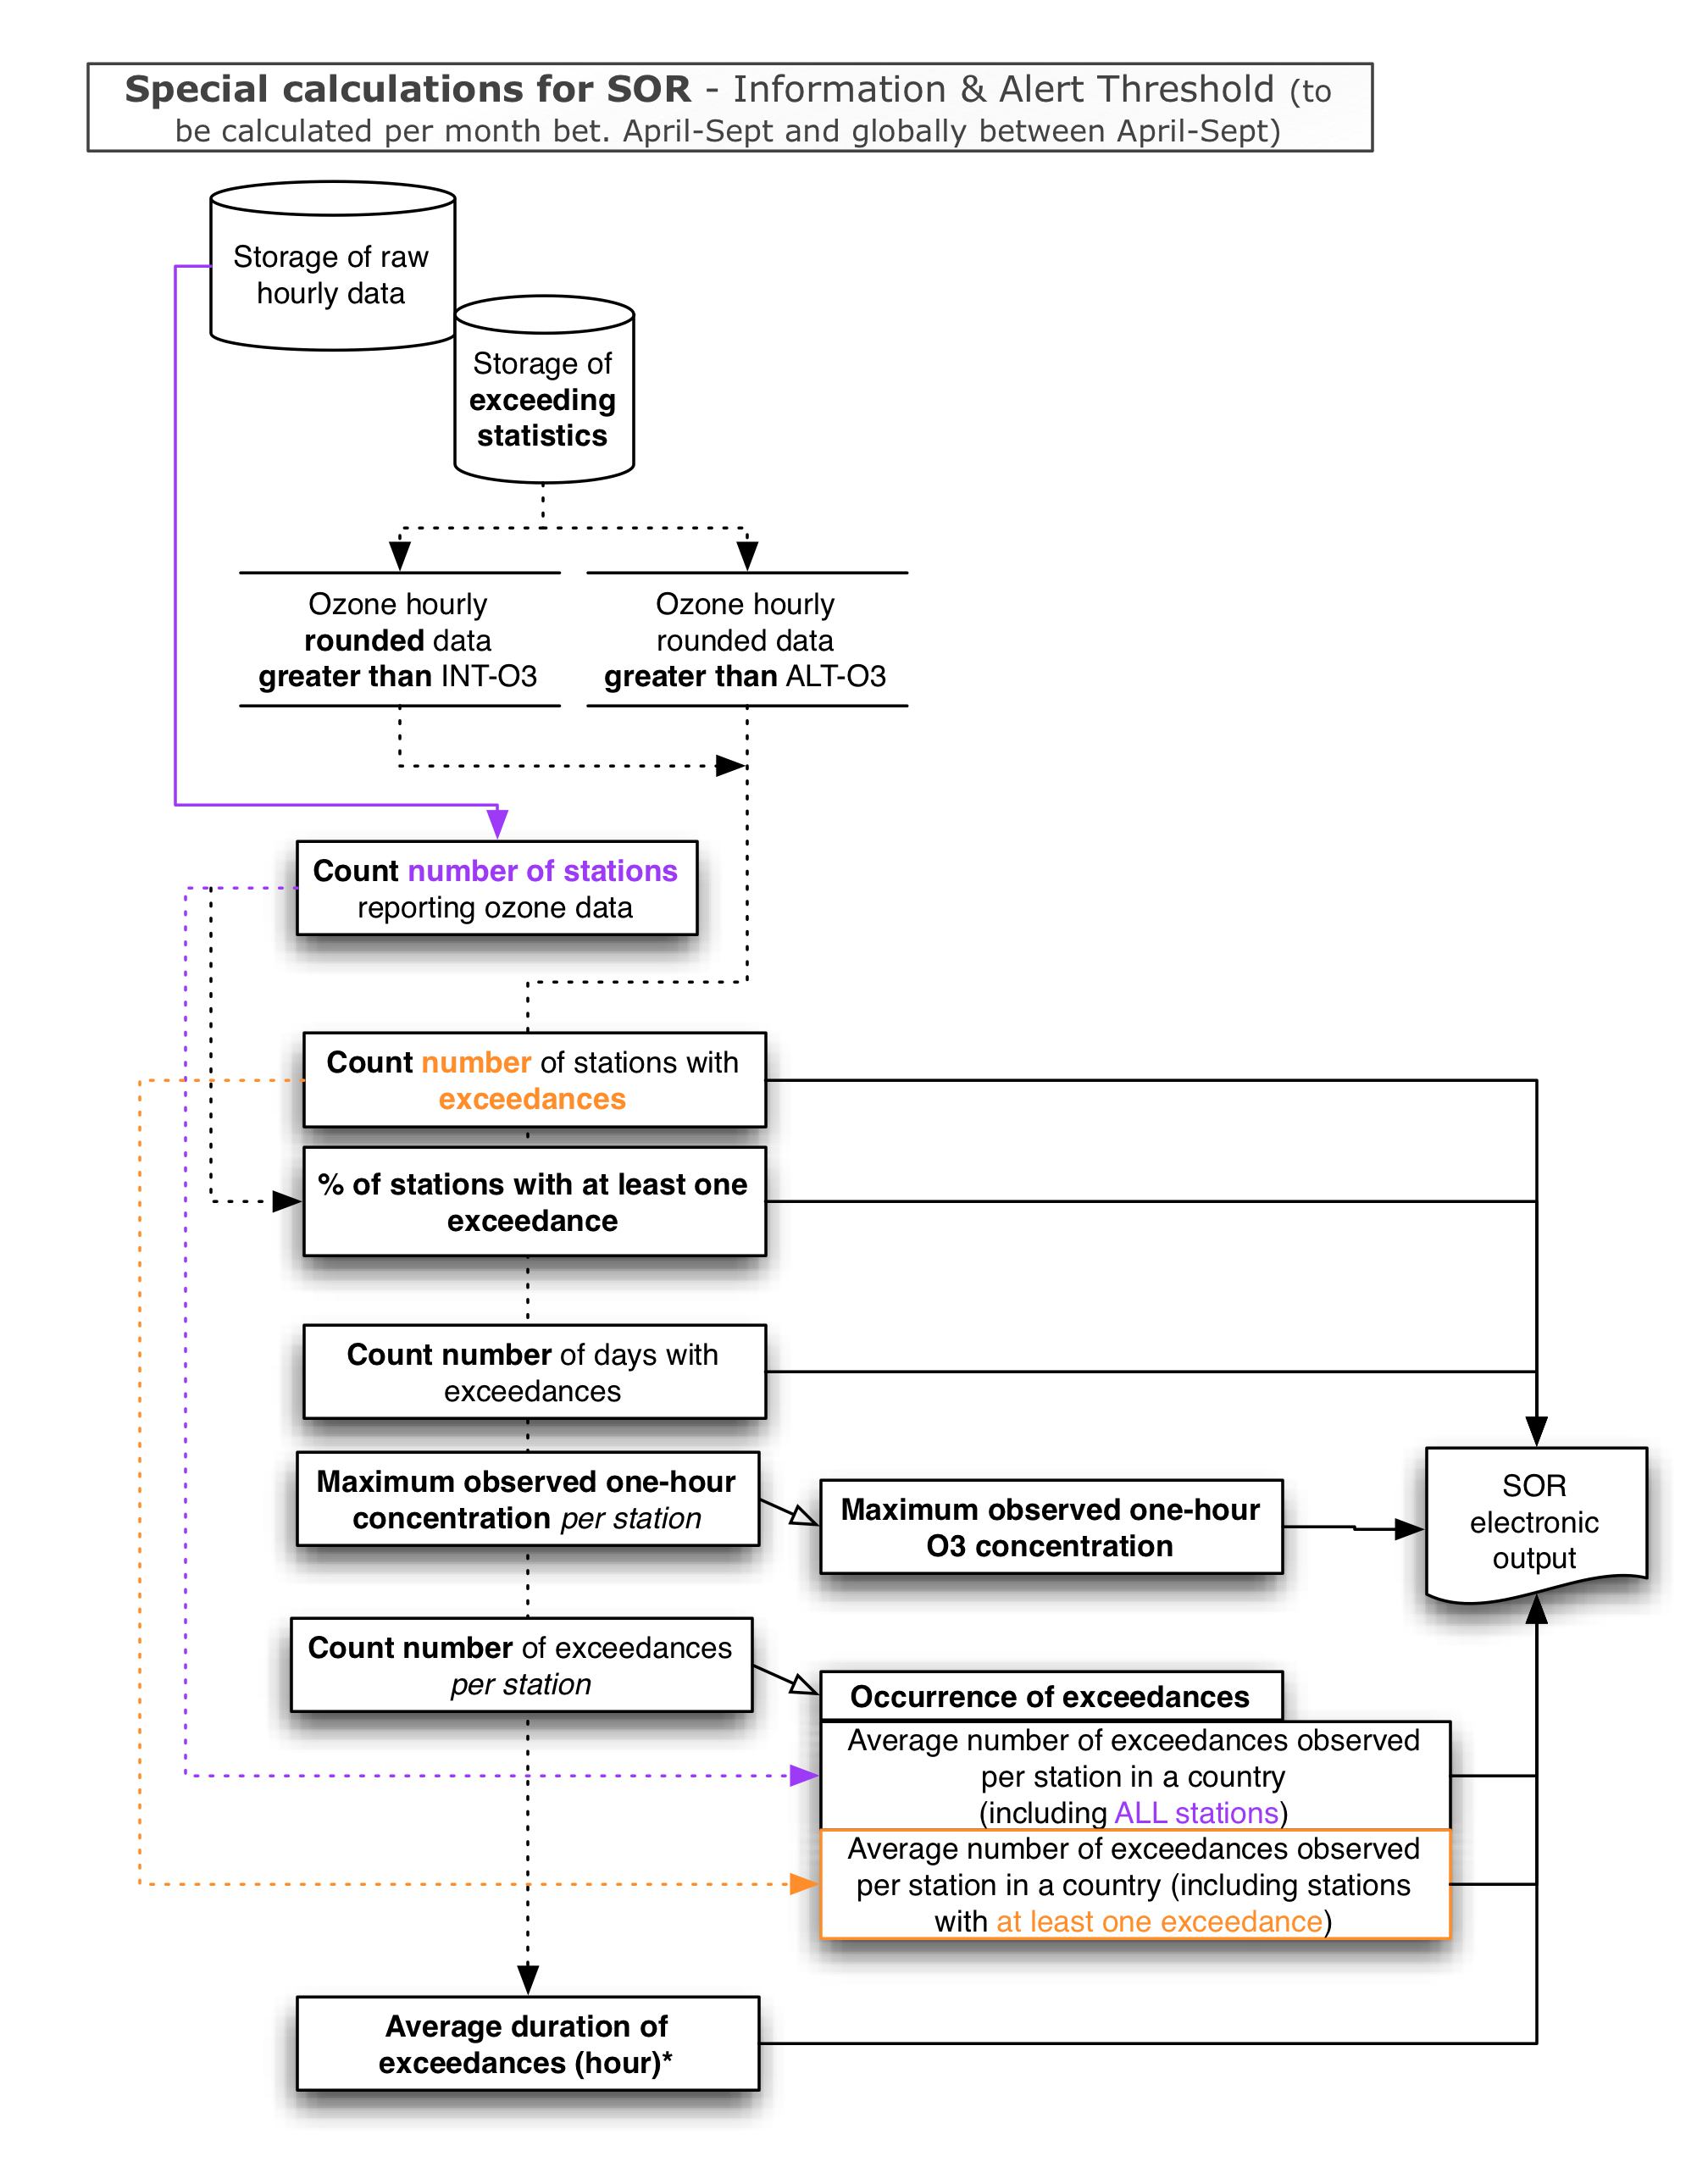 Special calculations for SOR - Information & Alert Threshold (to
be calculated per month bet. April-Sept and globally between April-Sept)
Storage of raw
hourly data
Storage of
exceeding
statistics
Ozone hourly
rounded data
greater than INT-O3
Ozone hourly
rounded data
greater than ALT-O3
Count number of stations
reporting ozone data
Count number of stations with
exceedances
% of stations with at least one
exceedance
Count number of days with
exceedances
Maximum observed one-hour
concentration per station
Maximum observed one-hour
O3 concentration
SOR
electronic
output
Count number of exceedances
per station
Occurrence of exceedances
Average number of exceedances observed
per station in a country
(including ALL stations)
Average number of exceedances observed
per station in a country (including stations
with at least one exceedance)
Average duration of
exceedances (hour)*